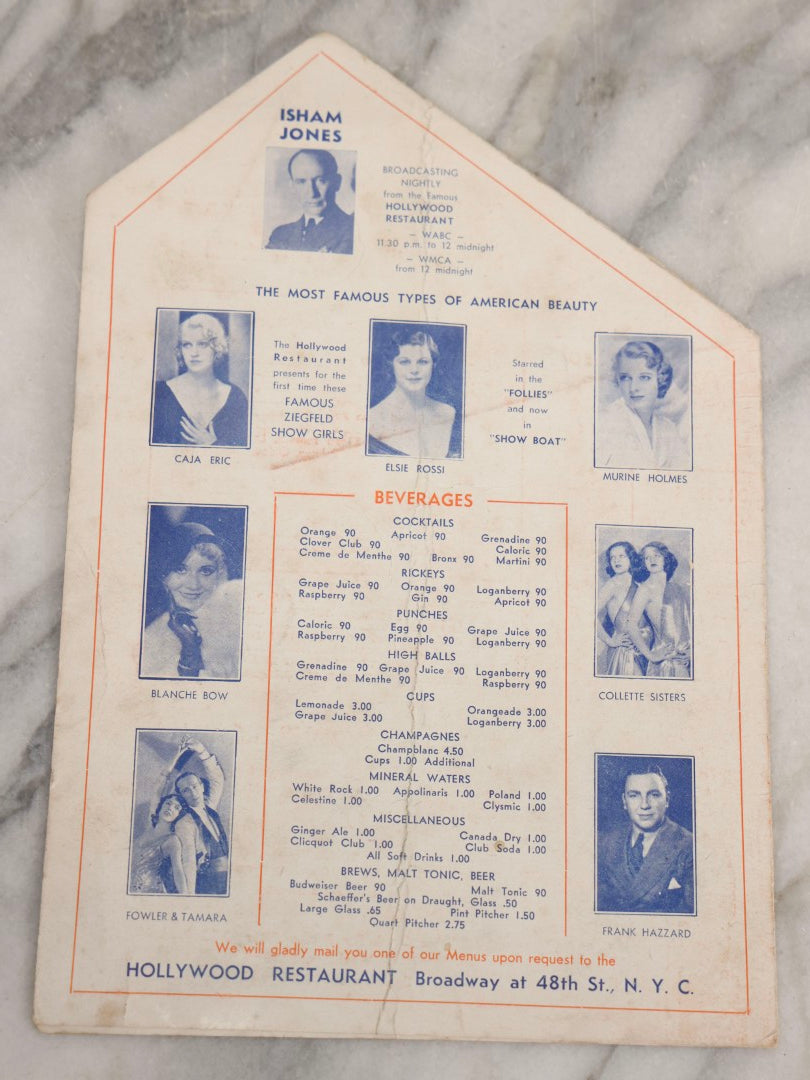 ISHAM
JONES
BROADCASTING
NIGHTLY
from the Famous
HOLLYWOOD
RESTAURANT
– WABC –
11.30 p.m. to 12 midnight
– WMCA –
from 12 midnight
THE MOST FAMOUS TYPES OF AMERICAN BEAUTY
The Hollywood
Restaurant
presents for the
first time these
FAMOUS
ZIEGFELD
SHOW GIRLS
Starred
in the
"FOLLIES"
and now
in
"SHOW BOAT"
CAJA ERIC
ELSIE ROSSI
MURINE HOLMES
BEVERAGES
COCKTAILS
Orange 90 Apricot 90 Grenadine 90
Clover Club 90 Caloric 90
Creme de Menthe 90 Bronx 90 Martini 90
RICKEYS
Grape Juice 90 Orange 90 Loganberry 90
Raspberry 90 Gin 90 Apricot 90
PUNCHES
Caloric 90 Egg 90 Grape Juice 90
Raspberry 90 Pineapple 90 Loganberry 90
HIGH BALLS
Grenadine 90 Grape Juice 90 Loganberry 90
Creme de Menthe 90 Raspberry 90
CUPS
Lemonade 3.00 Orangeade 3.00
Grape Juice 3.00 Loganberry 3.00
CHAMPAGNES
Champblanc 4.50
Cups 1.00 Additional
MINERAL WATERS
White Rock 1.00 Appolinaris 1.00 Poland 1.00
Celestine 1.00 Clysmic 1.00
MISCELLANEOUS
Ginger Ale 1.00 Canada Dry 1.00
Clicquot Club 1.00 Club Soda 1.00
All Soft Drinks 1.00
BREWS, MALT TONIC, BEER
Budweiser Beer 90 Malt Tonic 90
Schaeffer's Beer on Draught, Glass .50
Large Glass .65 Pint Pitcher 1.50
Quart Pitcher 2.75
BLANCHE BOW
COLLETTE SISTERS
FOWLER & TAMARA
FRANK HAZZARD
We will gladly mail you one of our Menus upon request to the
HOLLYWOOD RESTAURANT Broadway at 48th St., N. Y. C.